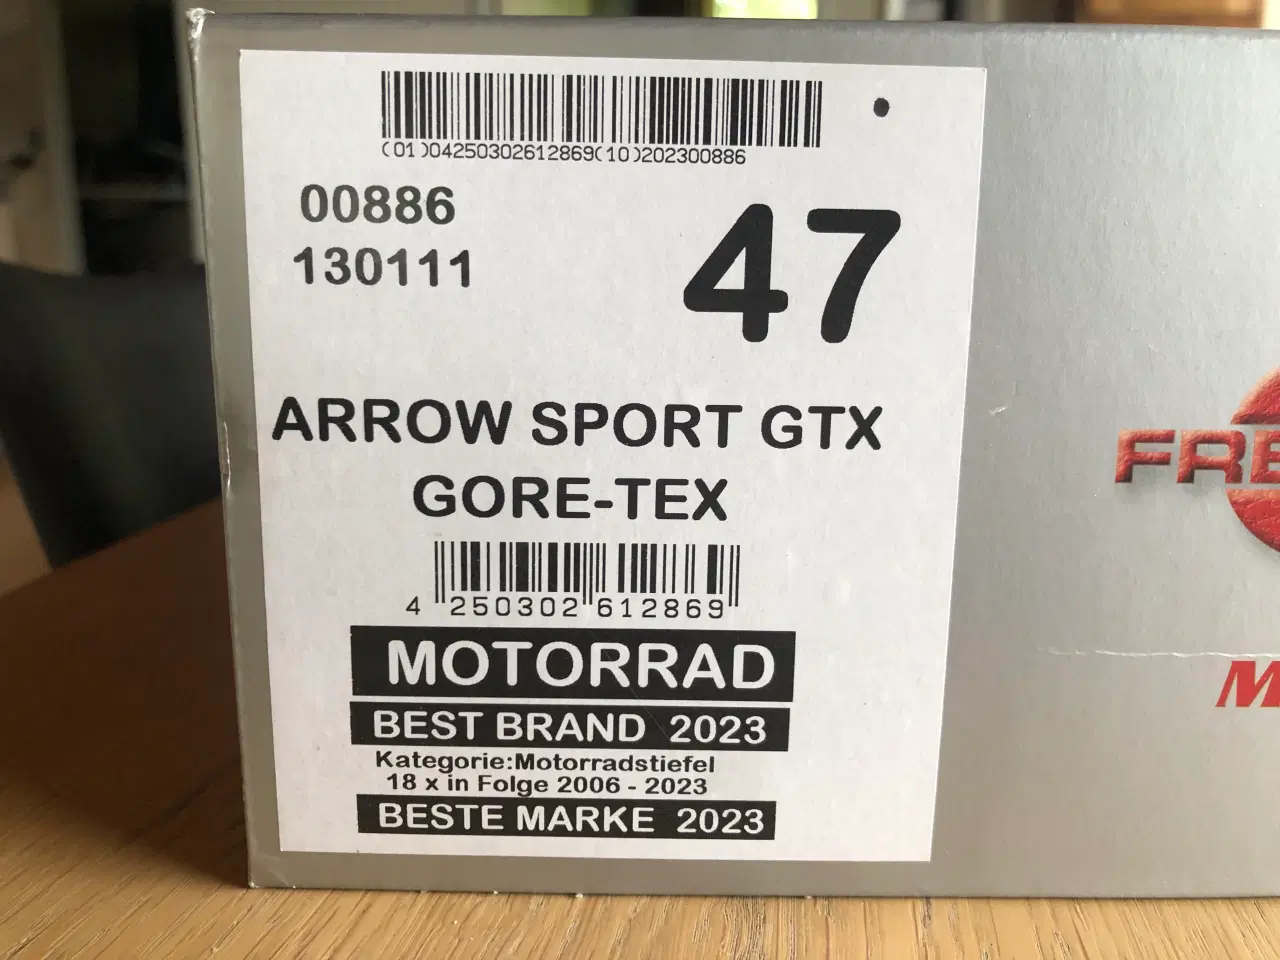 (01)04250302612869(10)202300886
00886
130111
47
ARROW SPORT GTX
GORE-TEX
4 250302 612869
MOTORRAD
BEST BRAND 2023
Kategorie:Motorradstiefel
18 x in Folge 2006 - 2023
BESTE MARKE 2023